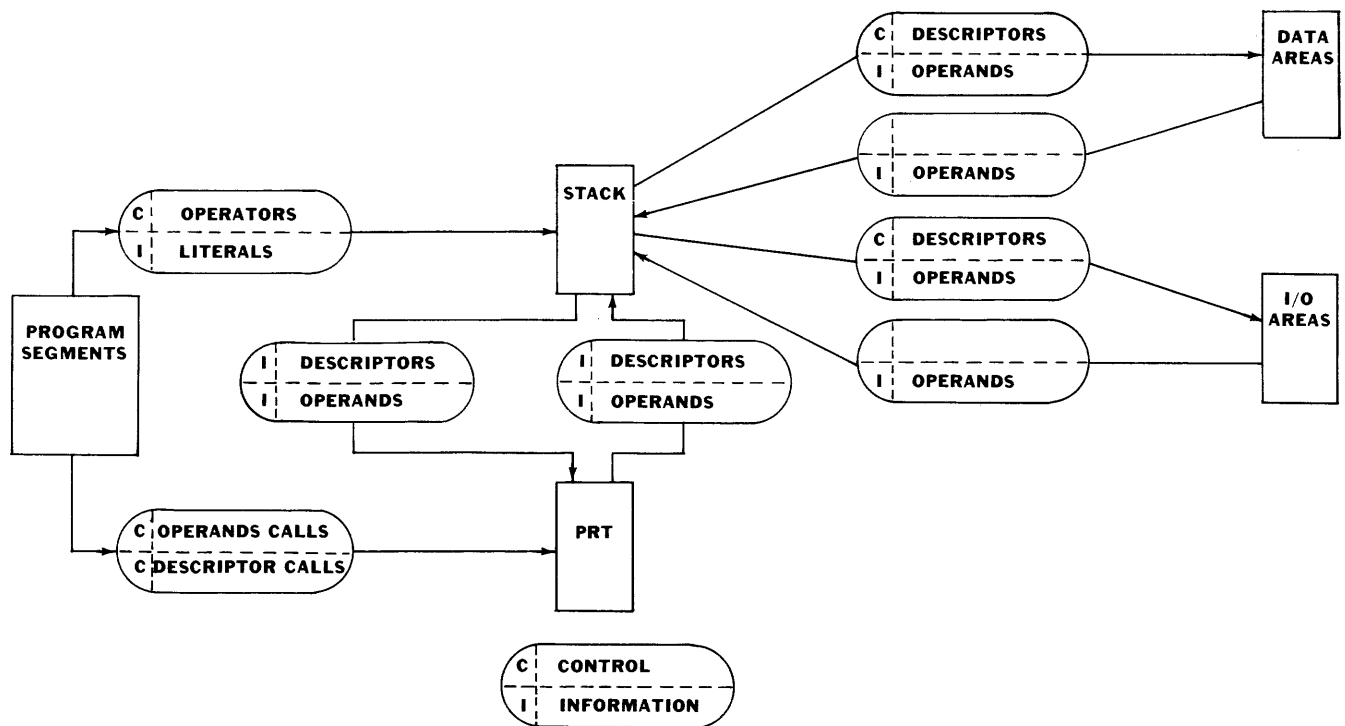 C DESCRIPTORS
I OPERANDS
DATA
AREAS
I OPERANDS
STACK
C OPERATORS
I LITERALS
C DESCRIPTORS
I OPERANDS
I/O
AREAS
PROGRAM
SEGMENTS
I DESCRIPTORS
I OPERANDS
I DESCRIPTORS
I OPERANDS
I OPERANDS
C OPERANDS CALLS
C DESCRIPTOR CALLS
PRT
C CONTROL
I INFORMATION